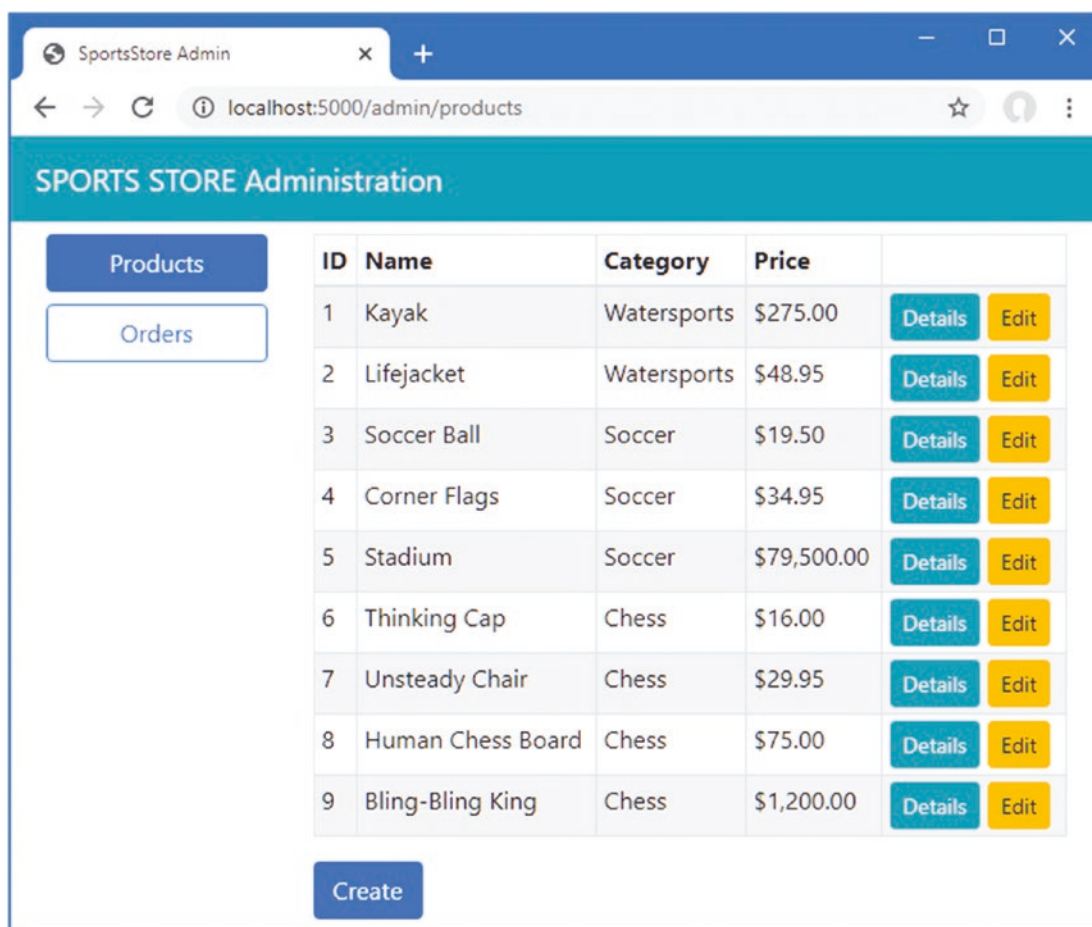 SportsStore Admin
localhost:5000/admin/products
SPORTS STORE Administration
Products
Orders
ID Name Category Price
1 Kayak Watersports $275.00 Details Edit
2 Lifejacket Watersports $48.95 Details Edit
3 Soccer Ball Soccer $19.50 Details Edit
4 Corner Flags Soccer $34.95 Details Edit
5 Stadium Soccer $79,500.00 Details Edit
6 Thinking Cap Chess $16.00 Details Edit
7 Unsteady Chair Chess $29.95 Details Edit
8 Human Chess Board Chess $75.00 Details Edit
9 Bling-Bling King Chess $1,200.00 Details Edit
Create